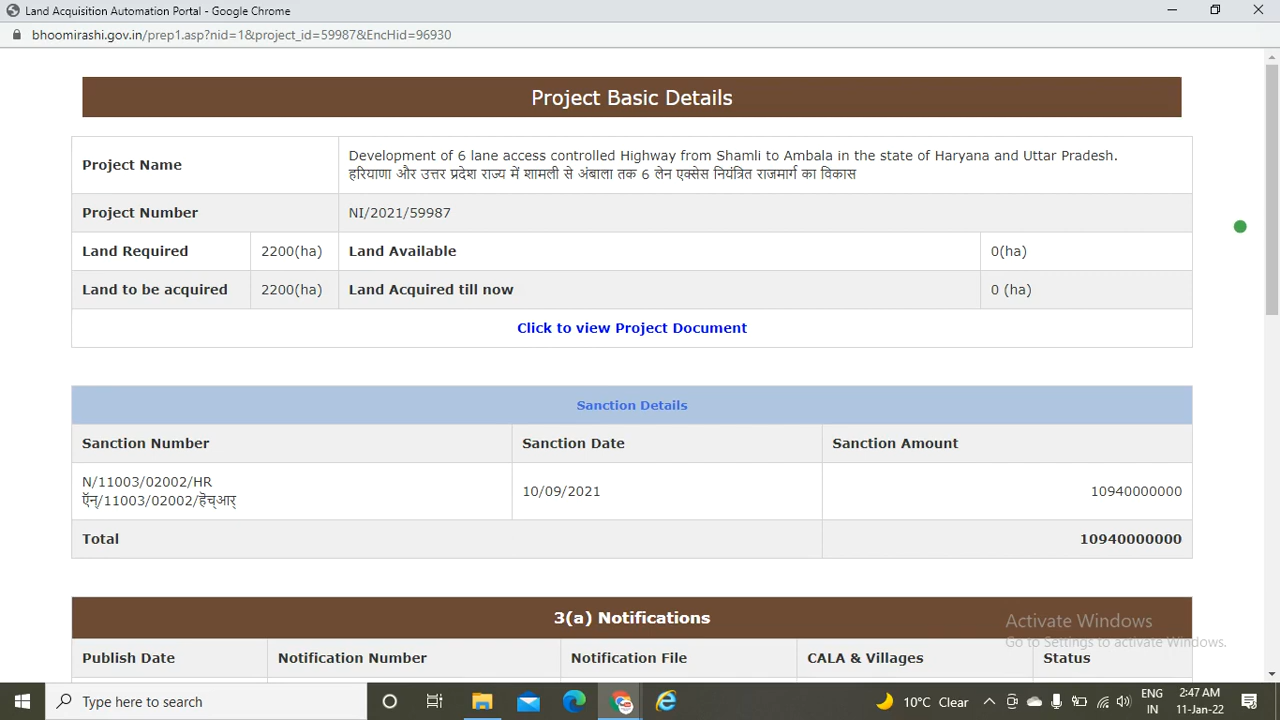 Land Acquisition Automation Portal - Google Chrome
bhoomirashi.gov.in/prep1.asp?nid=1&project_id=59987&EncHid=96930
Project Basic Details
Project Name
Development of 6 lane access controlled Highway from Shamli to Ambala in the state of Haryana and Uttar Pradesh.
हरियाणा और उत्तर प्रदेश राज्य में शामली से अंबाला तक 6 लेन एक्सेस नियंत्रित राजमार्ग का विकास
Project Number NI/2021/59987
Land Required 2200(ha) Land Available 0(ha)
Land to be acquired 2200(ha) Land Acquired till now 0 (ha)
Click to view Project Document
Sanction Details
Sanction Number Sanction Date Sanction Amount
N/11003/02002/HR
ऍन्/11003/02002/हॆच्आर्
10/09/2021 10940000000
Total 10940000000
3(a) Notifications
Activate Windows
Go to Settings to activate Windows.
Publish Date Notification Number Notification File CALA & Villages Status
Type here to search 10°C Clear ENG IN 2:47 AM 11-Jan-22